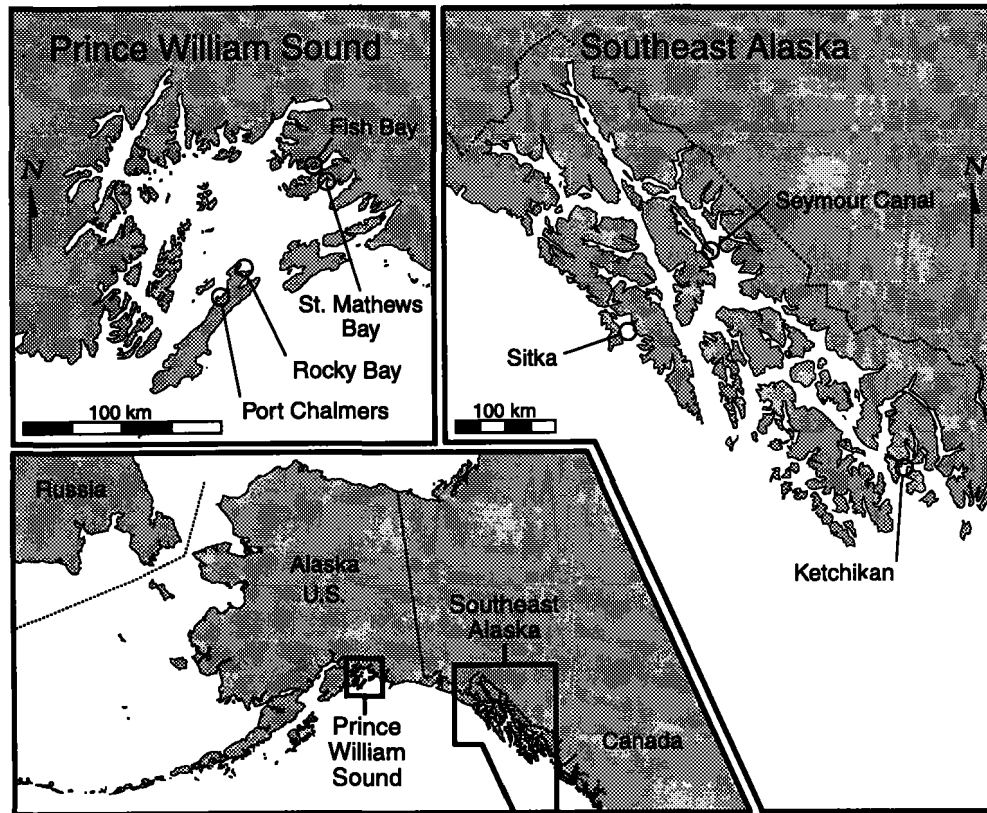 Prince William Sound
Fish Bay
N
St. Mathews
Bay
Rocky Bay
Port Chalmers
100 km
Southeast Alaska
N
Seymour Canal
Sitka
100 km
Ketchikan
Russia
Alaska
U.S.
Southeast
Alaska
Prince
William
Sound
Canada